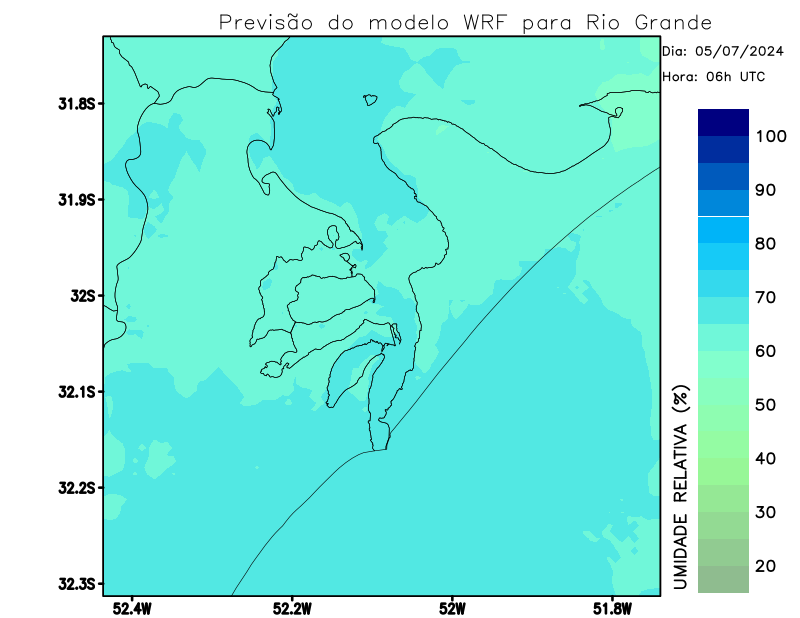 Previsão do modelo WRF para Rio Grande
Dia: 05/07/2024
Hora: 06h UTC
31.8S
31.9S
32S
32.1S
32.2S
32.3S
52.4W
52.2W
52W
51.8W
100
90
80
70
60
50
40
30
20
UMIDADE RELATIVA (%)